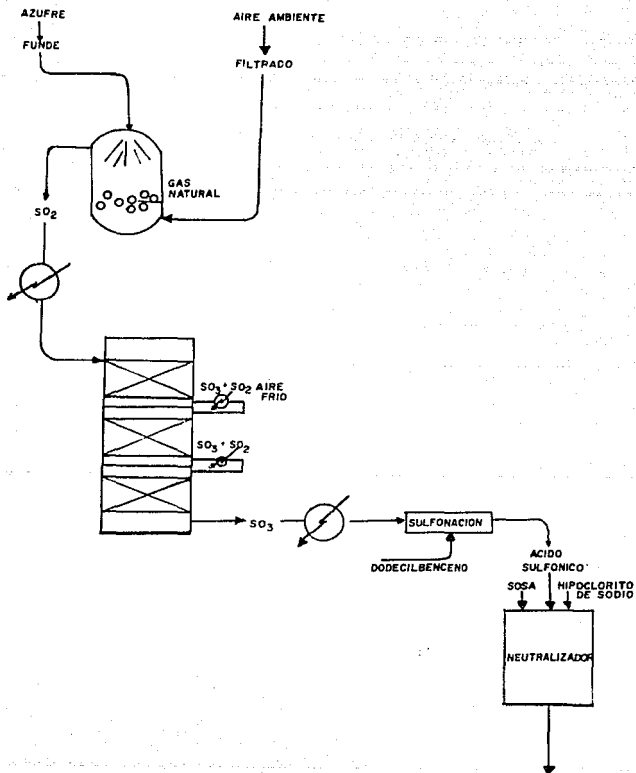 AZUFRE
AIRE AMBIENTE
FUNDE
FILTRADO
GAS
NATURAL
SO2
SO3 + SO2 AIRE
FRIO
SO3 + SO2
SO3
SULFONACION
DODECILBENCENO
ACIDO
SULFONICO
SOSA
HIPOCLORITO
DE SODIO
NEUTRALIZADOR